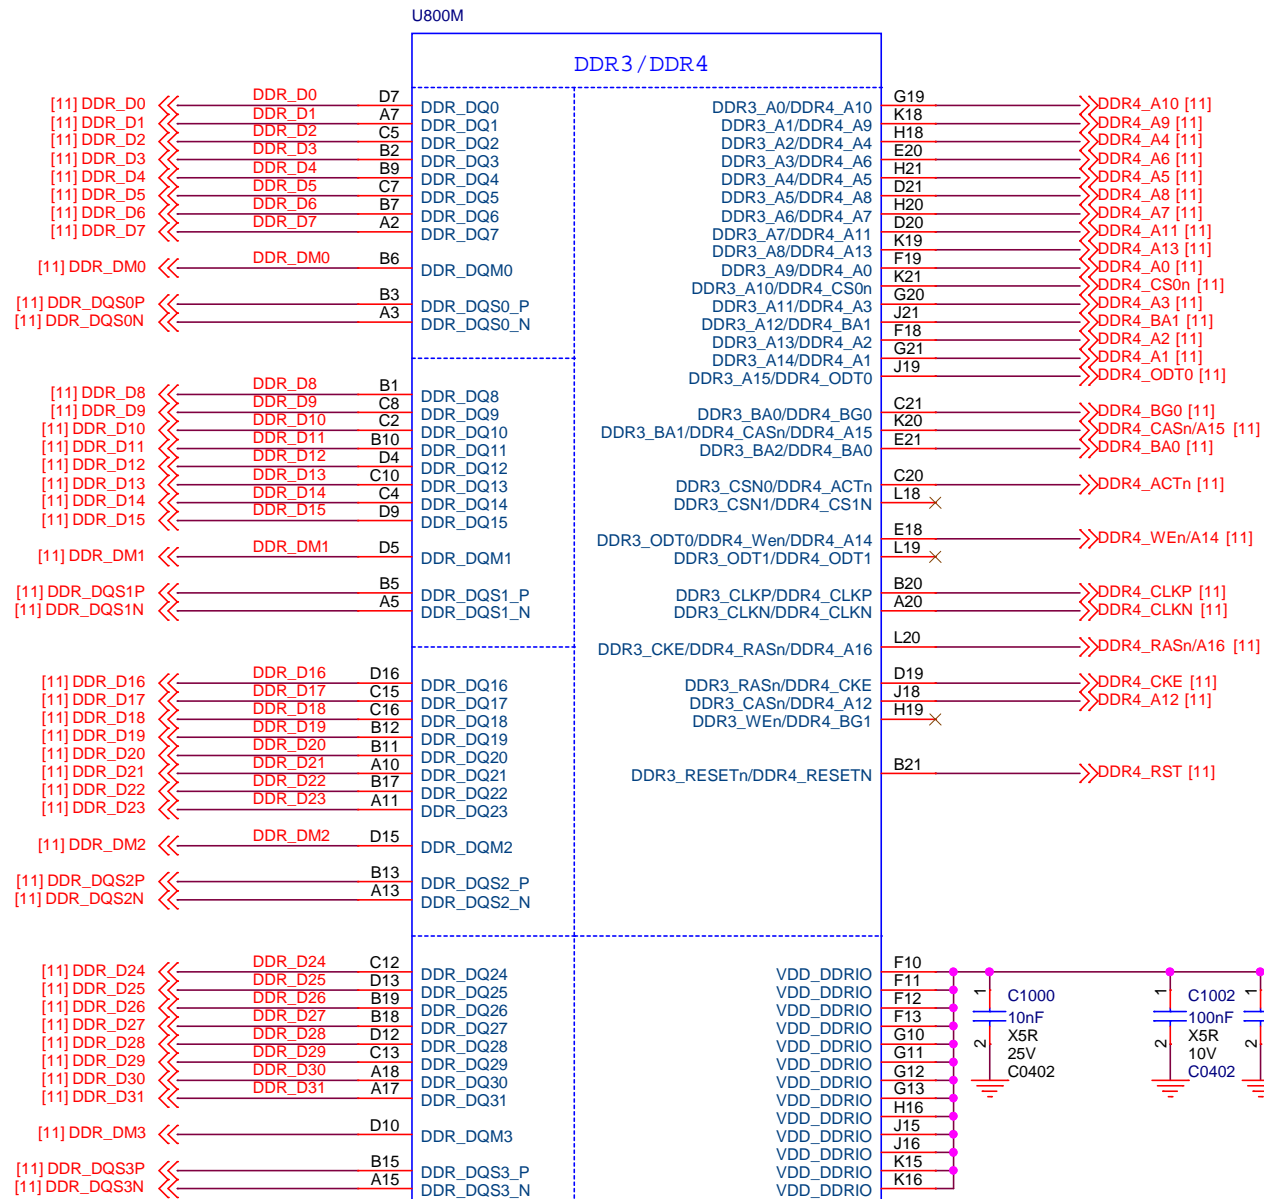 U800M
DDR3/DDR4
[11] DDR_D0 DDR_D0 D7 DDR_DQ0
[11] DDR_D1 DDR_D1 A7 DDR_DQ1
[11] DDR_D2 DDR_D2 C5 DDR_DQ2
[11] DDR_D3 DDR_D3 B2 DDR_DQ3
[11] DDR_D4 DDR_D4 B9 DDR_DQ4
[11] DDR_D5 DDR_D5 C7 DDR_DQ5
[11] DDR_D6 DDR_D6 B7 DDR_DQ6
[11] DDR_D7 DDR_D7 A2 DDR_DQ7
[11] DDR_DM0 DDR_DM0 B6 DDR_DQM0
[11] DDR_DQS0P B3 DDR_DQS0_P
[11] DDR_DQS0N A3 DDR_DQS0_N
[11] DDR_D8 DDR_D8 B1 DDR_DQ8
[11] DDR_D9 DDR_D9 C8 DDR_DQ9
[11] DDR_D10 DDR_D10 C2 DDR_DQ10
[11] DDR_D11 DDR_D11 B10 DDR_DQ11
[11] DDR_D12 DDR_D12 D4 DDR_DQ12
[11] DDR_D13 DDR_D13 C10 DDR_DQ13
[11] DDR_D14 DDR_D14 C4 DDR_DQ14
[11] DDR_D15 DDR_D15 D9 DDR_DQ15
[11] DDR_DM1 DDR_DM1 D5 DDR_DQM1
[11] DDR_DQS1P B5 DDR_DQS1_P
[11] DDR_DQS1N A5 DDR_DQS1_N
[11] DDR_D16 DDR_D16 D16 DDR_DQ16
[11] DDR_D17 DDR_D17 C15 DDR_DQ17
[11] DDR_D18 DDR_D18 C16 DDR_DQ18
[11] DDR_D19 DDR_D19 B12 DDR_DQ19
[11] DDR_D20 DDR_D20 B11 DDR_DQ20
[11] DDR_D21 DDR_D21 A10 DDR_DQ21
[11] DDR_D22 DDR_D22 B17 DDR_DQ22
[11] DDR_D23 DDR_D23 A11 DDR_DQ23
[11] DDR_DM2 DDR_DM2 D15 DDR_DQM2
[11] DDR_DQS2P B13 DDR_DQS2_P
[11] DDR_DQS2N A13 DDR_DQS2_N
[11] DDR_D24 DDR_D24 C12 DDR_DQ24
[11] DDR_D25 DDR_D25 D13 DDR_DQ25
[11] DDR_D26 DDR_D26 B19 DDR_DQ26
[11] DDR_D27 DDR_D27 B18 DDR_DQ27
[11] DDR_D28 DDR_D28 D12 DDR_DQ28
[11] DDR_D29 DDR_D29 C13 DDR_DQ29
[11] DDR_D30 DDR_D30 A18 DDR_DQ30
[11] DDR_D31 DDR_D31 A17 DDR_DQ31
[11] DDR_DM3 D10 DDR_DQM3
[11] DDR_DQS3P B15 DDR_DQS3_P
[11] DDR_DQS3N A15 DDR_DQS3_N
DDR3_A0/DDR4_A10 G19 DDR4_A10 [11]
DDR3_A1/DDR4_A9 K18 DDR4_A9 [11]
DDR3_A2/DDR4_A4 H18 DDR4_A4 [11]
DDR3_A3/DDR4_A6 E20 DDR4_A6 [11]
DDR3_A4/DDR4_A5 H21 DDR4_A5 [11]
DDR3_A5/DDR4_A8 D21 DDR4_A8 [11]
DDR3_A6/DDR4_A7 H20 DDR4_A7 [11]
DDR3_A7/DDR4_A11 D20 DDR4_A11 [11]
DDR3_A8/DDR4_A13 K19 DDR4_A13 [11]
DDR3_A9/DDR4_A0 F19 DDR4_A0 [11]
DDR3_A10/DDR4_CS0n K21 DDR4_CS0n [11]
DDR3_A11/DDR4_A3 G20 DDR4_A3 [11]
DDR3_A12/DDR4_BA1 J21 DDR4_BA1 [11]
DDR3_A13/DDR4_A2 F18 DDR4_A2 [11]
DDR3_A14/DDR4_A1 G21 DDR4_A1 [11]
DDR3_A15/DDR4_ODT0 J19 DDR4_ODT0 [11]
DDR3_BA0/DDR4_BG0 C21 DDR4_BG0 [11]
DDR3_BA1/DDR4_CASn/DDR4_A15 K20 DDR4_CASn/A15 [11]
DDR3_BA2/DDR4_BA0 E21 DDR4_BA0 [11]
DDR3_CSN0/DDR4_ACTn C20 DDR4_ACTn [11]
DDR3_CSN1/DDR4_CS1N L18
DDR3_ODT0/DDR4_Wen/DDR4_A14 E18 DDR4_WEn/A14 [11]
DDR3_ODT1/DDR4_ODT1 L19
DDR3_CLKP/DDR4_CLKP B20 DDR4_CLKP [11]
DDR3_CLKN/DDR4_CLKN A20 DDR4_CLKN [11]
DDR3_CKE/DDR4_RASn/DDR4_A16 L20 DDR4_RASn/A16 [11]
DDR3_RASn/DDR4_CKE D19 DDR4_CKE [11]
DDR3_CASn/DDR4_A12 J18 DDR4_A12 [11]
DDR3_WEn/DDR4_BG1 H19
DDR3_RESETn/DDR4_RESETN B21 DDR4_RST [11]
VDD_DDRIO F10
VDD_DDRIO F11
VDD_DDRIO F12
VDD_DDRIO F13
VDD_DDRIO G10
VDD_DDRIO G11
VDD_DDRIO G12
VDD_DDRIO G13
VDD_DDRIO H16
VDD_DDRIO J15
VDD_DDRIO J16
VDD_DDRIO K15
VDD_DDRIO K16
1 2 C1000
10nF
X5R
25V
C0402
1 2 C1002
100nF
X5R
10V
C0402
1 2